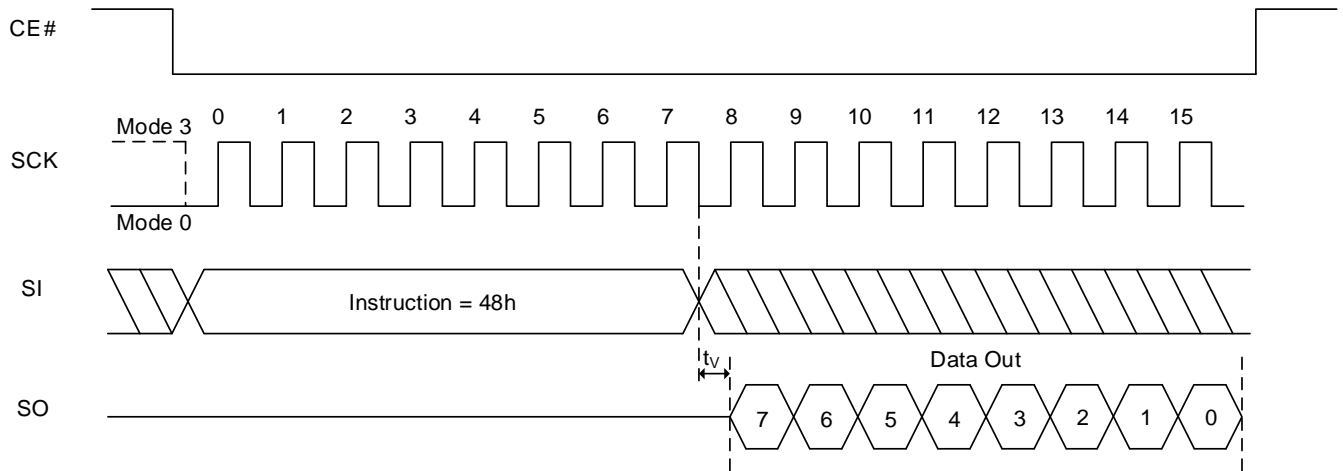 CE#
0 1 2 3 4 5 6 7 8 9 10 11 12 13 14 15
Mode 3
SCK
Mode 0
SI
Instruction = 48h
tV
Data Out
SO
7 6 5 4 3 2 1 0